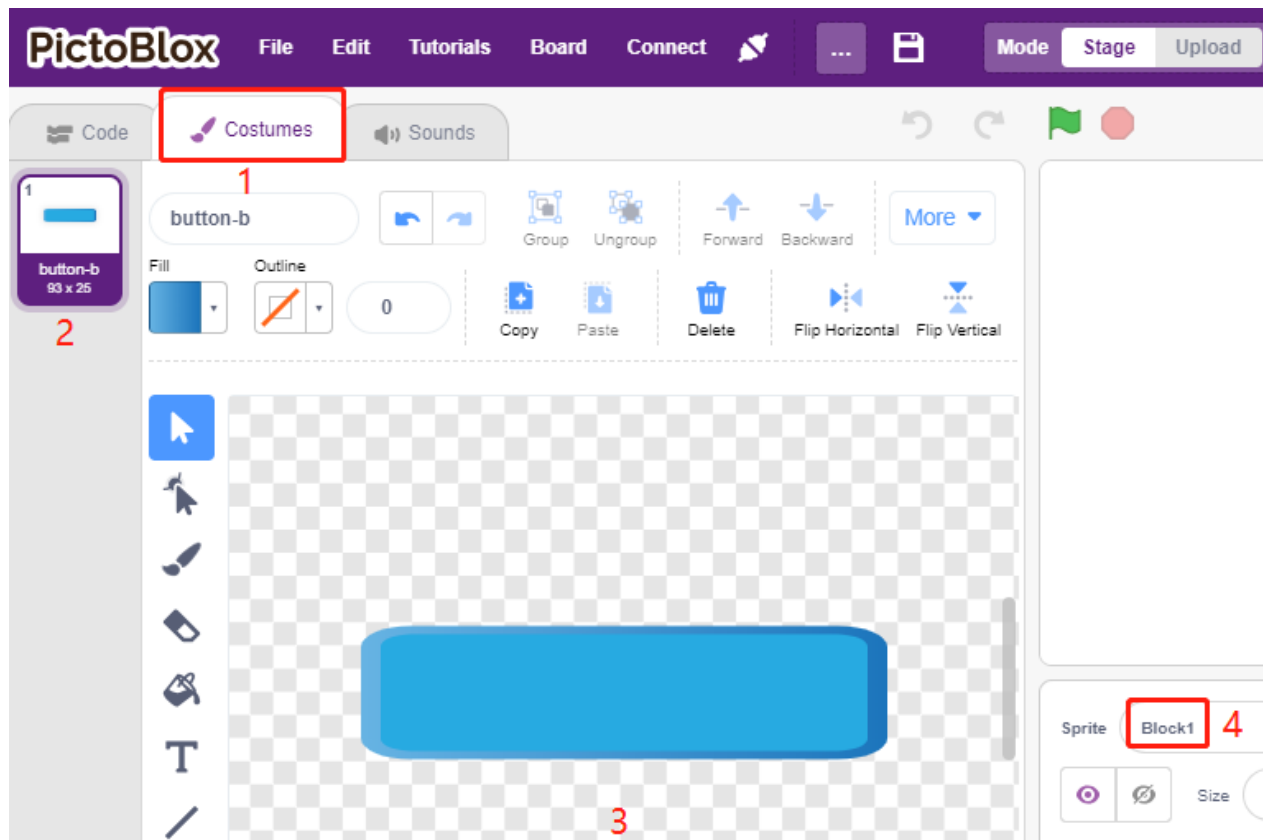 PictoBlox File Edit Tutorials Board Connect ... Mode Stage Upload
Code Costumes Sounds
1
1
button-b
93 x 25
2
button-b
Group Ungroup Forward Backward More
Fill Outline
0
Copy Paste Delete Flip Horizontal Flip Vertical
T
3
Sprite Block1 4
Size